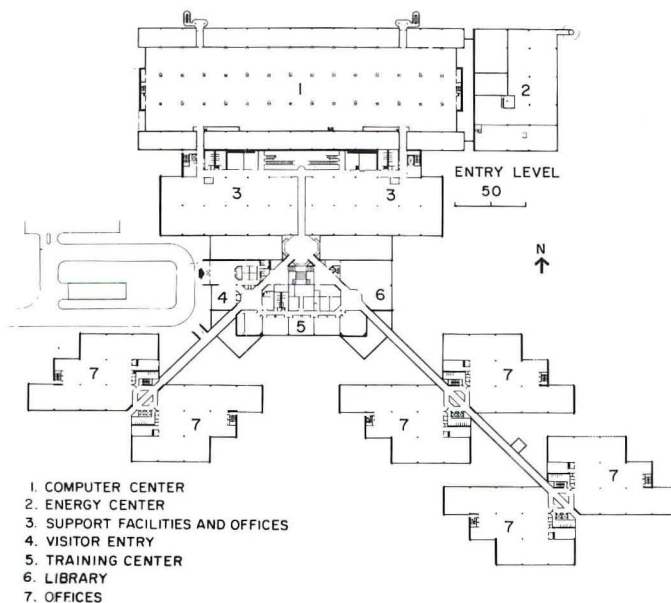 1
2
ENTRY LEVEL
50
3
3
N
4
6
5
7
7
7
7
7
7
1. COMPUTER CENTER
2. ENERGY CENTER
3. SUPPORT FACILITIES AND OFFICES
4. VISITOR ENTRY
5. TRAINING CENTER
6. LIBRARY
7. OFFICES